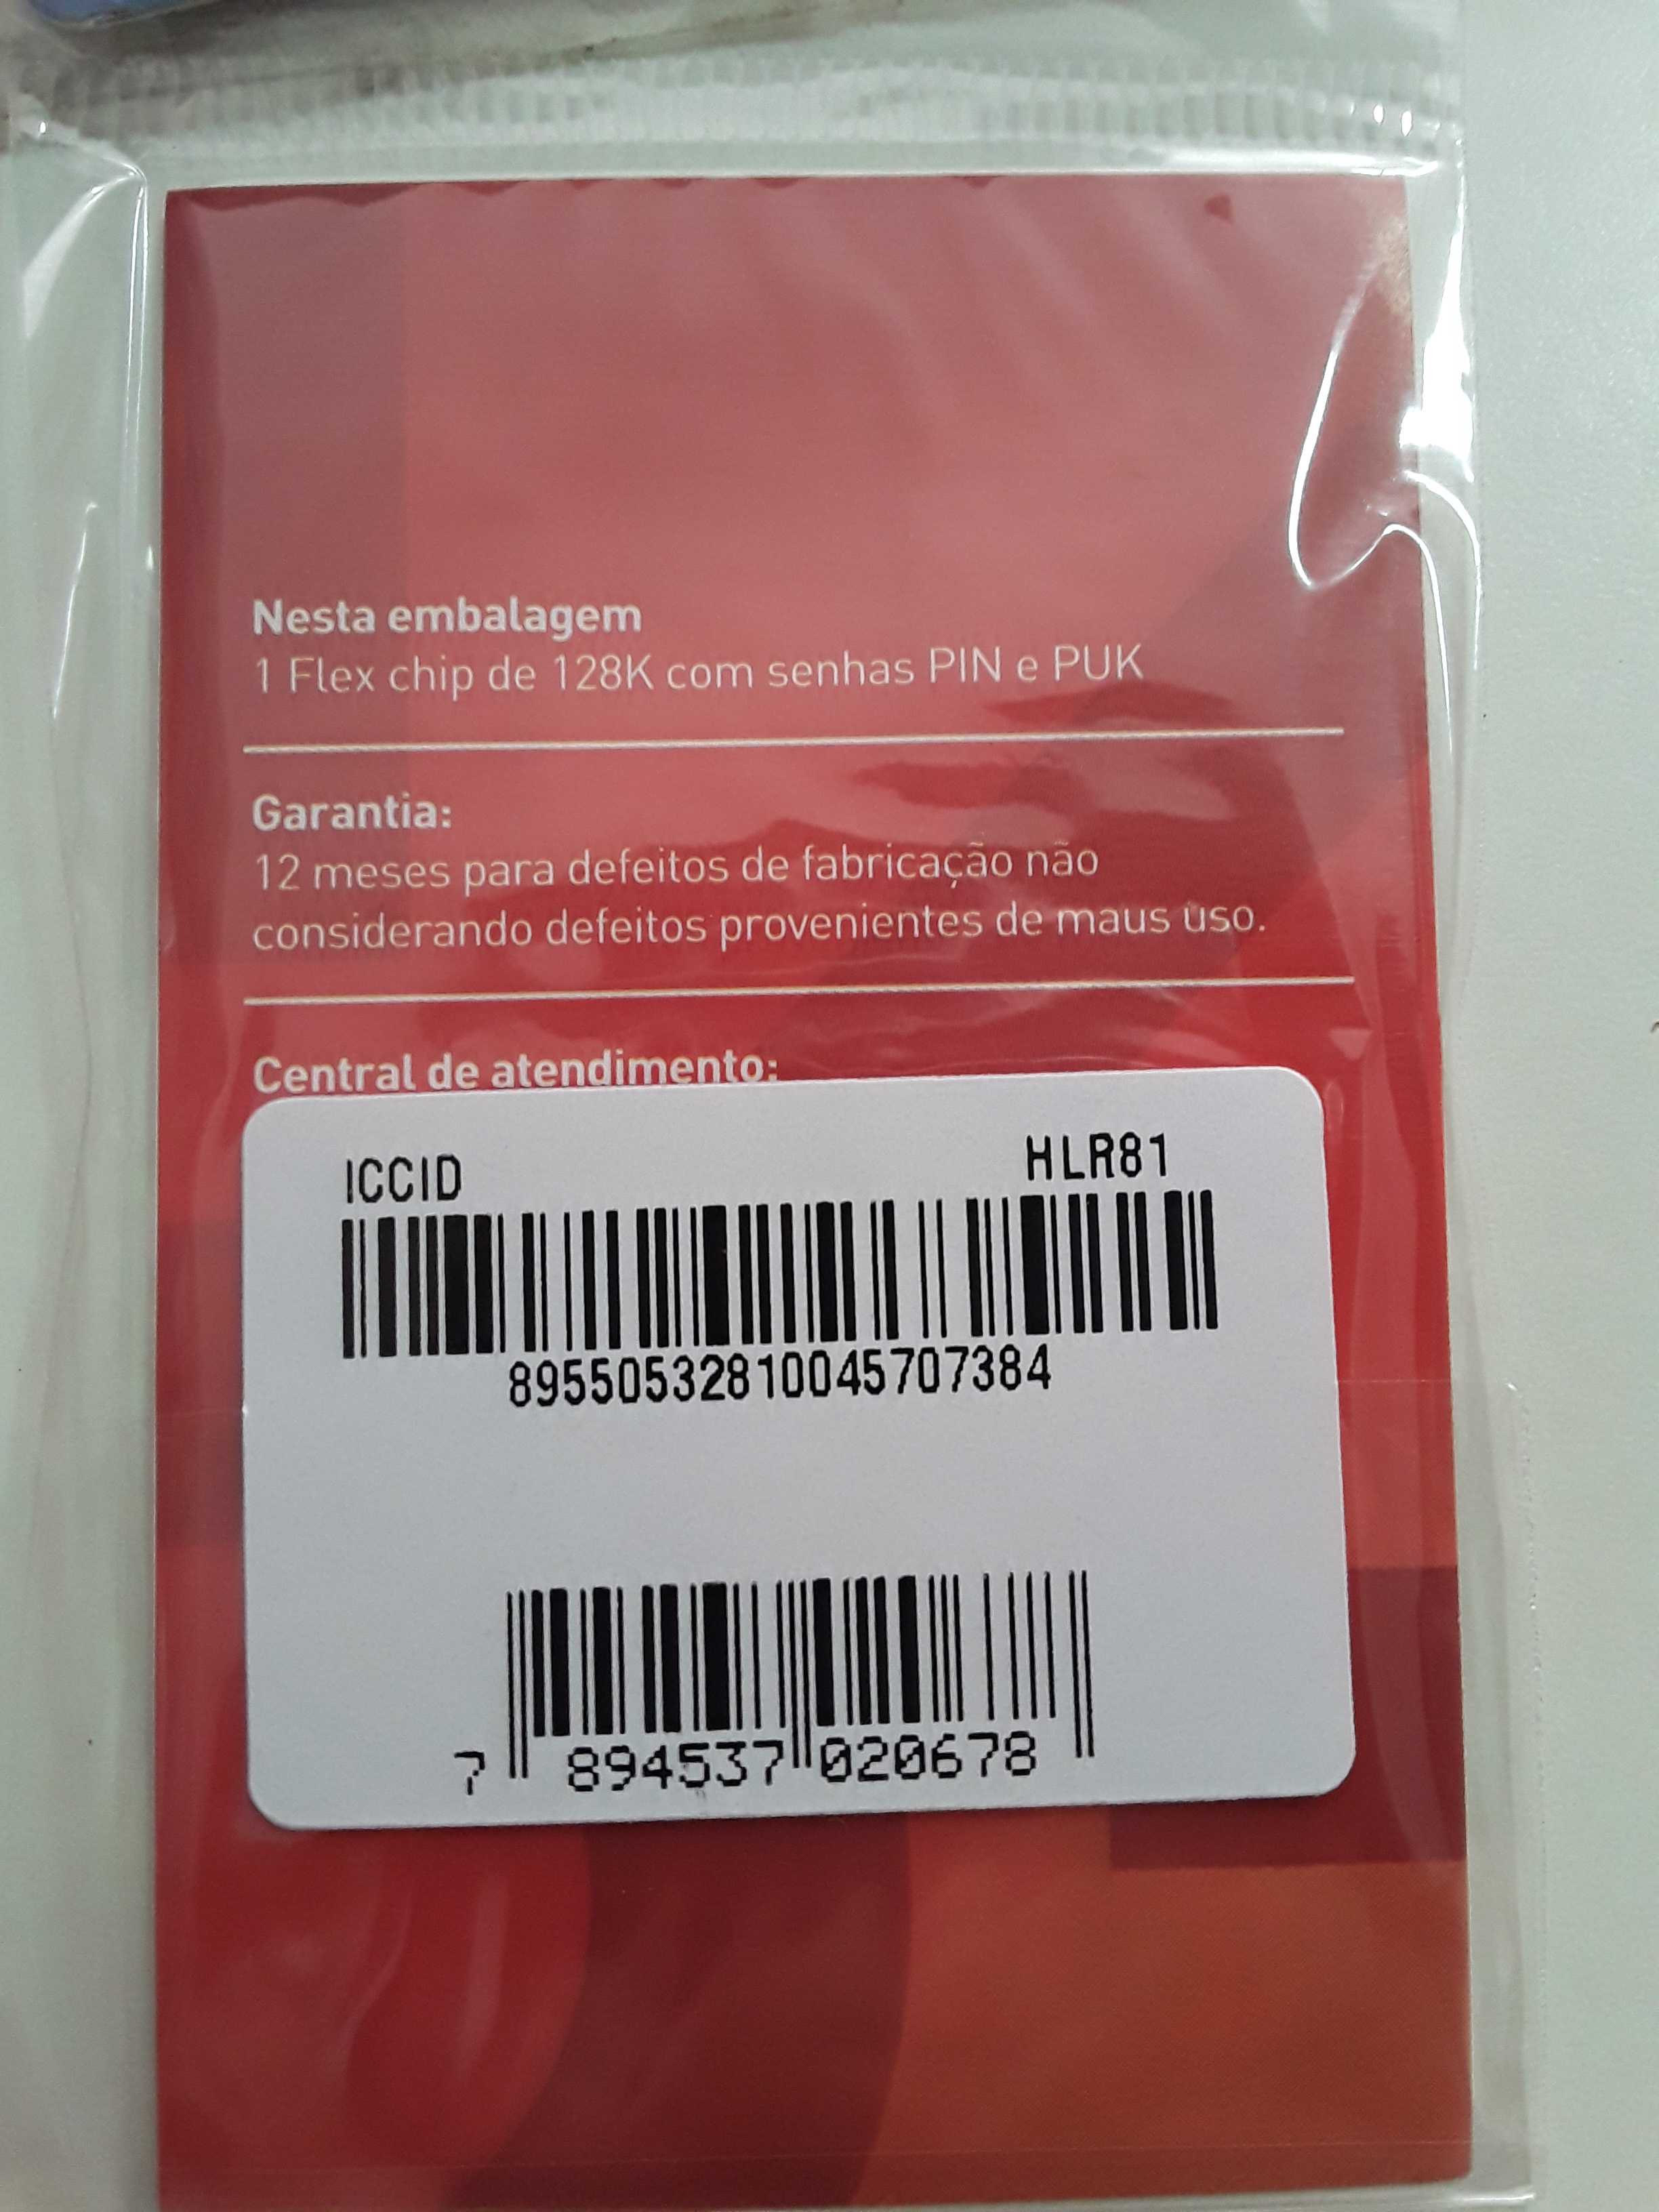 Nesta embalagem
1 Flex chip de 128K com senhas PIN e PUK
Garantia:
12 meses para defeitos de fabricação não
considerando defeitos provenientes de maus uso.
Central de atendimento:
ICCID HLR81
89550532810045707384
7 894537 020678